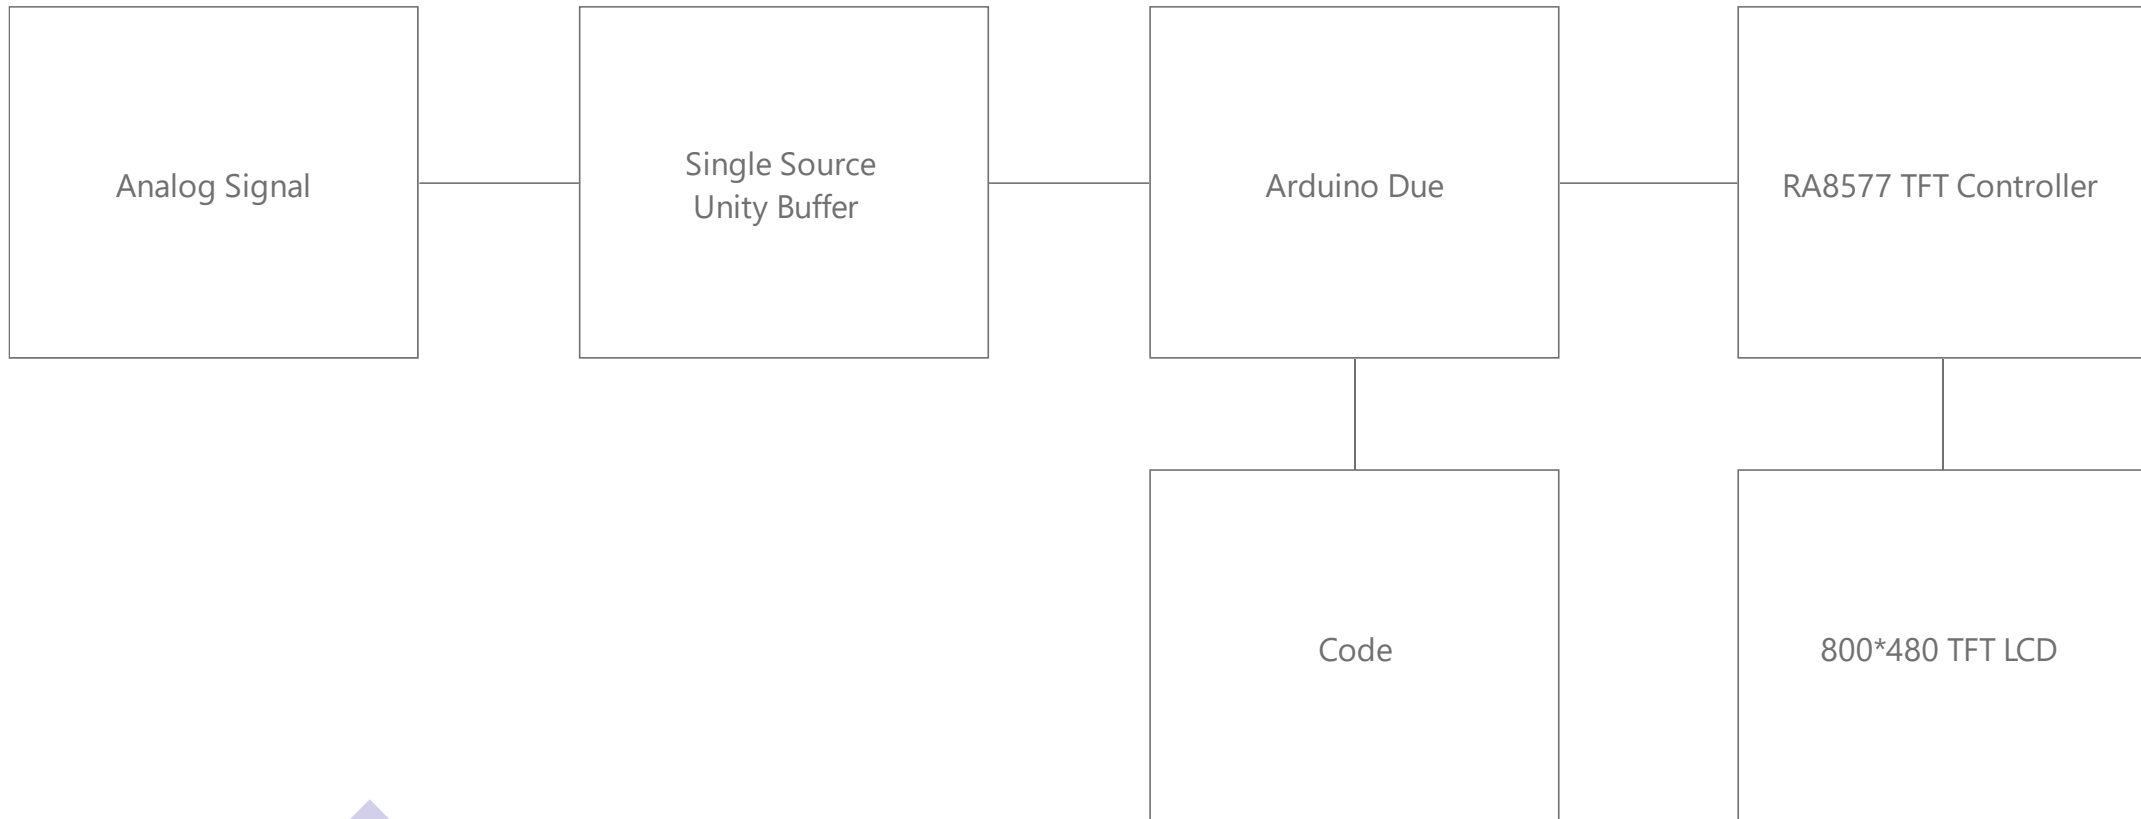 Analog Signal
Single Source
Unity Buffer
Arduino Due
RA8577 TFT Controller
Code
800*480 TFT LCD